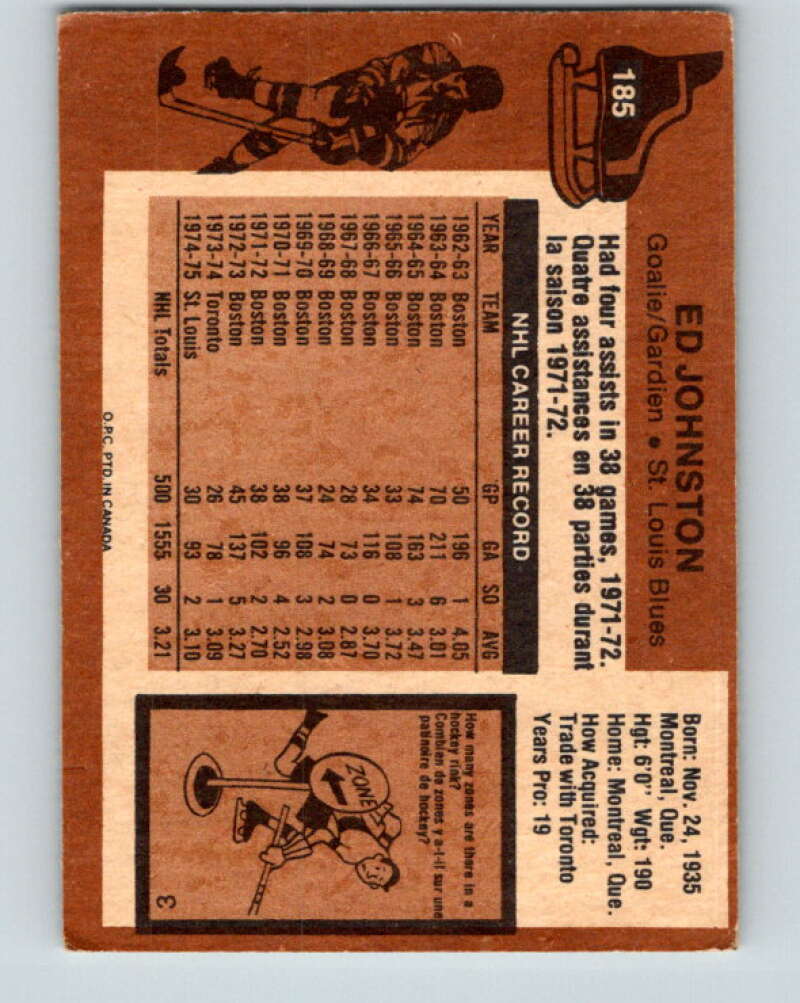 185
ED JOHNSTON
Goalie/Gardien • St. Louis Blues
Had four assists in 38 games, 1971-72.
Quatre assistances en 38 parties durant
la saison 1971-72.
NHL CAREER RECORD
YEAR TEAM GP GA SO AVG
1962-63 Boston 50 196 1 4.05
1963-64 Boston 70 211 6 3.01
1964-65 Boston 74 163 3 3.47
1965-66 Boston 33 108 1 3.72
1966-67 Boston 34 116 0 3.70
1967-68 Boston 28 73 0 2.87
1968-69 Boston 24 74 2 3.08
1969-70 Boston 37 108 3 2.98
1970-71 Boston 38 96 4 2.52
1971-72 Boston 38 102 2 2.70
1972-73 Boston 45 137 5 3.27
1973-74 Toronto 26 78 1 3.09
1974-75 St. Louis 30 93 2 3.10
NHL Totals 500 1555 30 3.21
O.P.C. PTD. IN CANADA
Born: Nov. 24, 1935
Montreal, Que.
Hgt: 6'0" Wgt: 190
Home: Montreal, Que.
How Acquired:
Trade with Toronto
Years Pro: 19
How many zones are there in a
hockey rink?
Combien de zones y a-t-il sur une
patinoire de hockey?
ZONE
3